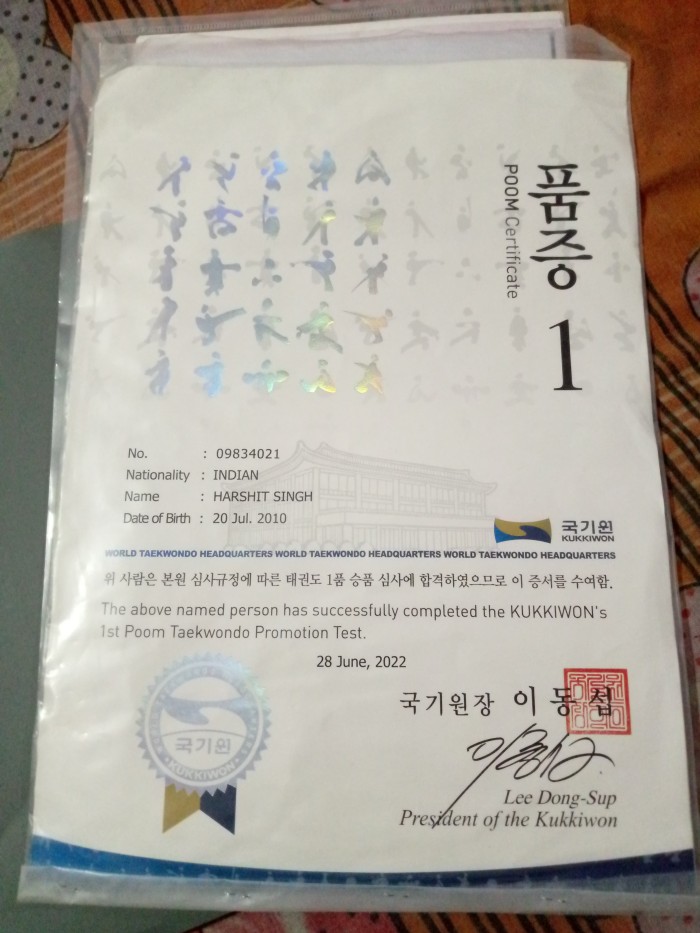 품증
POOM Certificate
1
No. : 09834021
Nationality : INDIAN
Name : HARSHIT SINGH
Date of Birth : 20 Jul. 2010
국기원
KUKKIWON
WORLD TAEKWONDO HEADQUARTERS WORLD TAEKWONDO HEADQUARTERS WORLD TAEKWONDO HEADQUARTERS
위 사람은 본원 심사규정에 따른 태권도 1품 승품 심사에 합격하였으므로 이 증서를 수여함.
The above named person has successfully completed the KUKKIWON's
1st Poom Taekwondo Promotion Test.
28 June, 2022
국기원장 이동섭
국기원
KUKKIWON
Lee Dong-Sup
President of the Kukkiwon